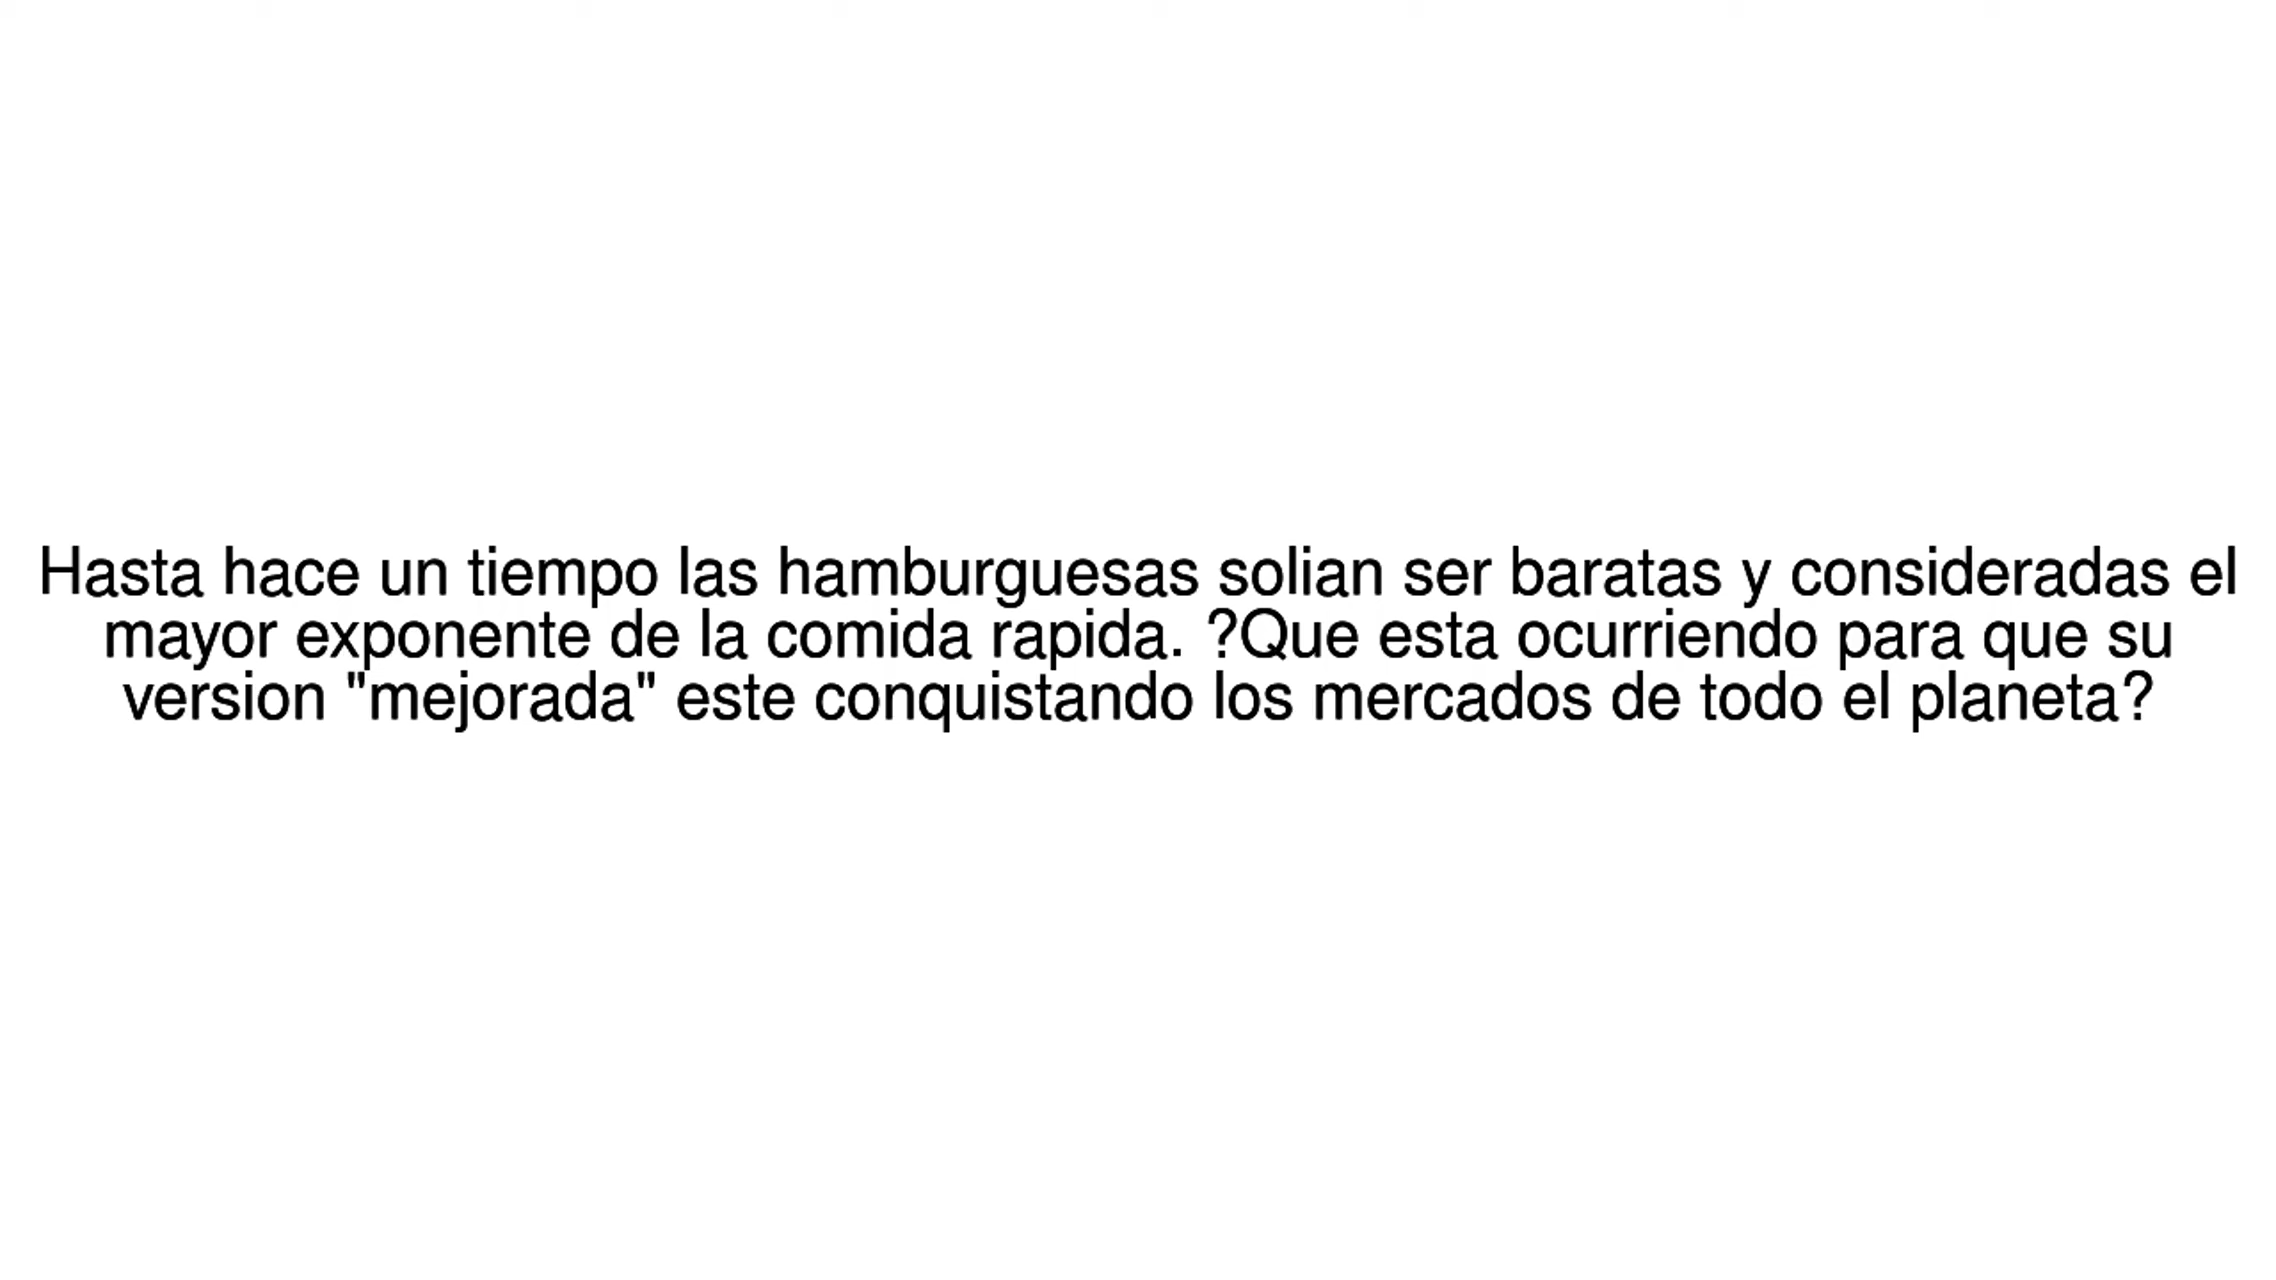 Hasta hace un tiempo las hamburguesas solian ser baratas y consideradas el
mayor exponente de la comida rapida. ?Que esta ocurriendo para que su
version "mejorada" este conquistando los mercados de todo el planeta?